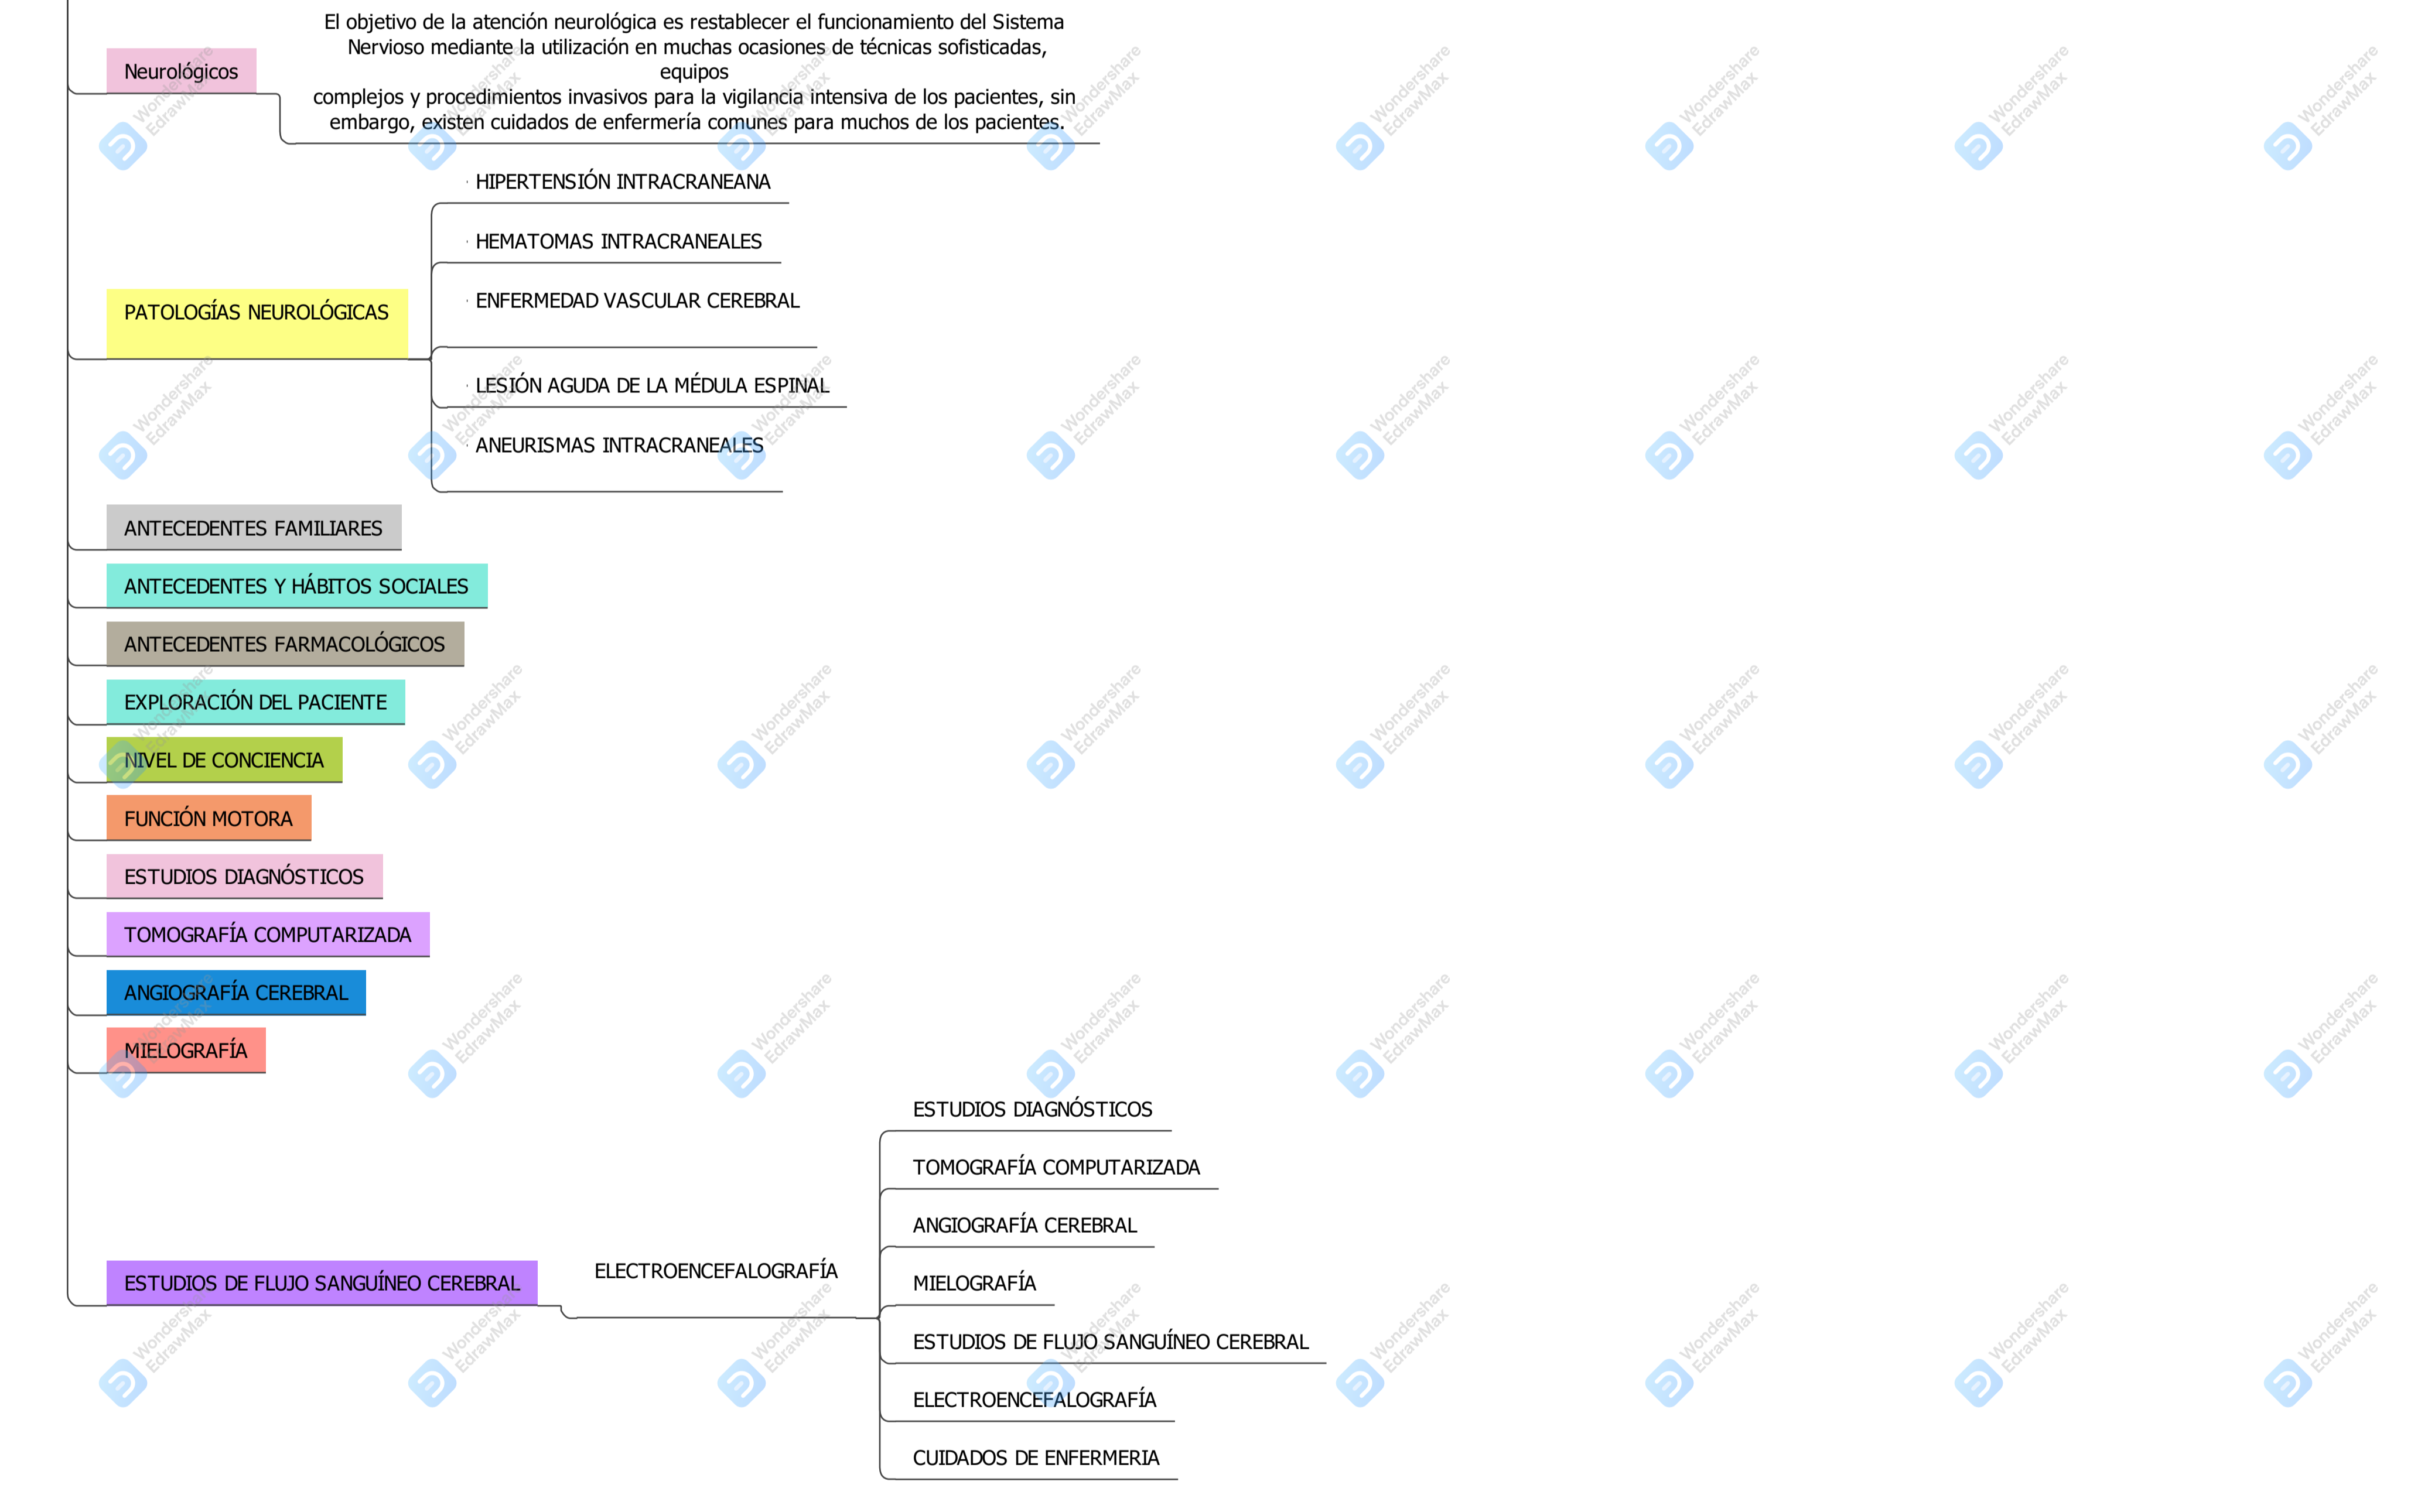 El objetivo de la atención neurológica es restablecer el funcionamiento del Sistema
Nervioso mediante la utilización en muchas ocasiones de técnicas sofisticadas,
equipos
complejos y procedimientos invasivos para la vigilancia intensiva de los pacientes, sin
embargo, existen cuidados de enfermería comunes para muchos de los pacientes.
Neurológicos
· HIPERTENSIÓN INTRACRANEANA
· HEMATOMAS INTRACRANEALES
· ENFERMEDAD VASCULAR CEREBRAL
PATOLOGÍAS NEUROLÓGICAS
· LESIÓN AGUDA DE LA MÉDULA ESPINAL
· ANEURISMAS INTRACRANEALES
ANTECEDENTES FAMILIARES
ANTECEDENTES Y HÁBITOS SOCIALES
ANTECEDENTES FARMACOLÓGICOS
EXPLORACIÓN DEL PACIENTE
NIVEL DE CONCIENCIA
FUNCIÓN MOTORA
ESTUDIOS DIAGNÓSTICOS
TOMOGRAFÍA COMPUTARIZADA
ANGIOGRAFÍA CEREBRAL
MIELOGRAFÍA
ESTUDIOS DE FLUJO SANGUÍNEO CEREBRAL
ELECTROENCEFALOGRAFÍA
ESTUDIOS DIAGNÓSTICOS
TOMOGRAFÍA COMPUTARIZADA
ANGIOGRAFÍA CEREBRAL
MIELOGRAFÍA
ESTUDIOS DE FLUJO SANGUÍNEO CEREBRAL
ELECTROENCEFALOGRAFÍA
CUIDADOS DE ENFERMERIA
Wondershare
EdrawMax